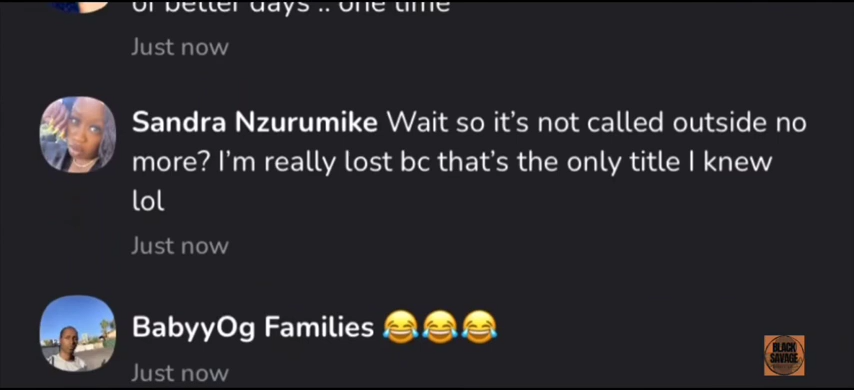 of better days .. one time
Just now
Sandra Nzurumike Wait so it's not called outside no
more? I'm really lost bc that's the only title I knew
lol
Just now
BabyyOg Families 😂😂😂
Just now
BLACK
SAVAGE